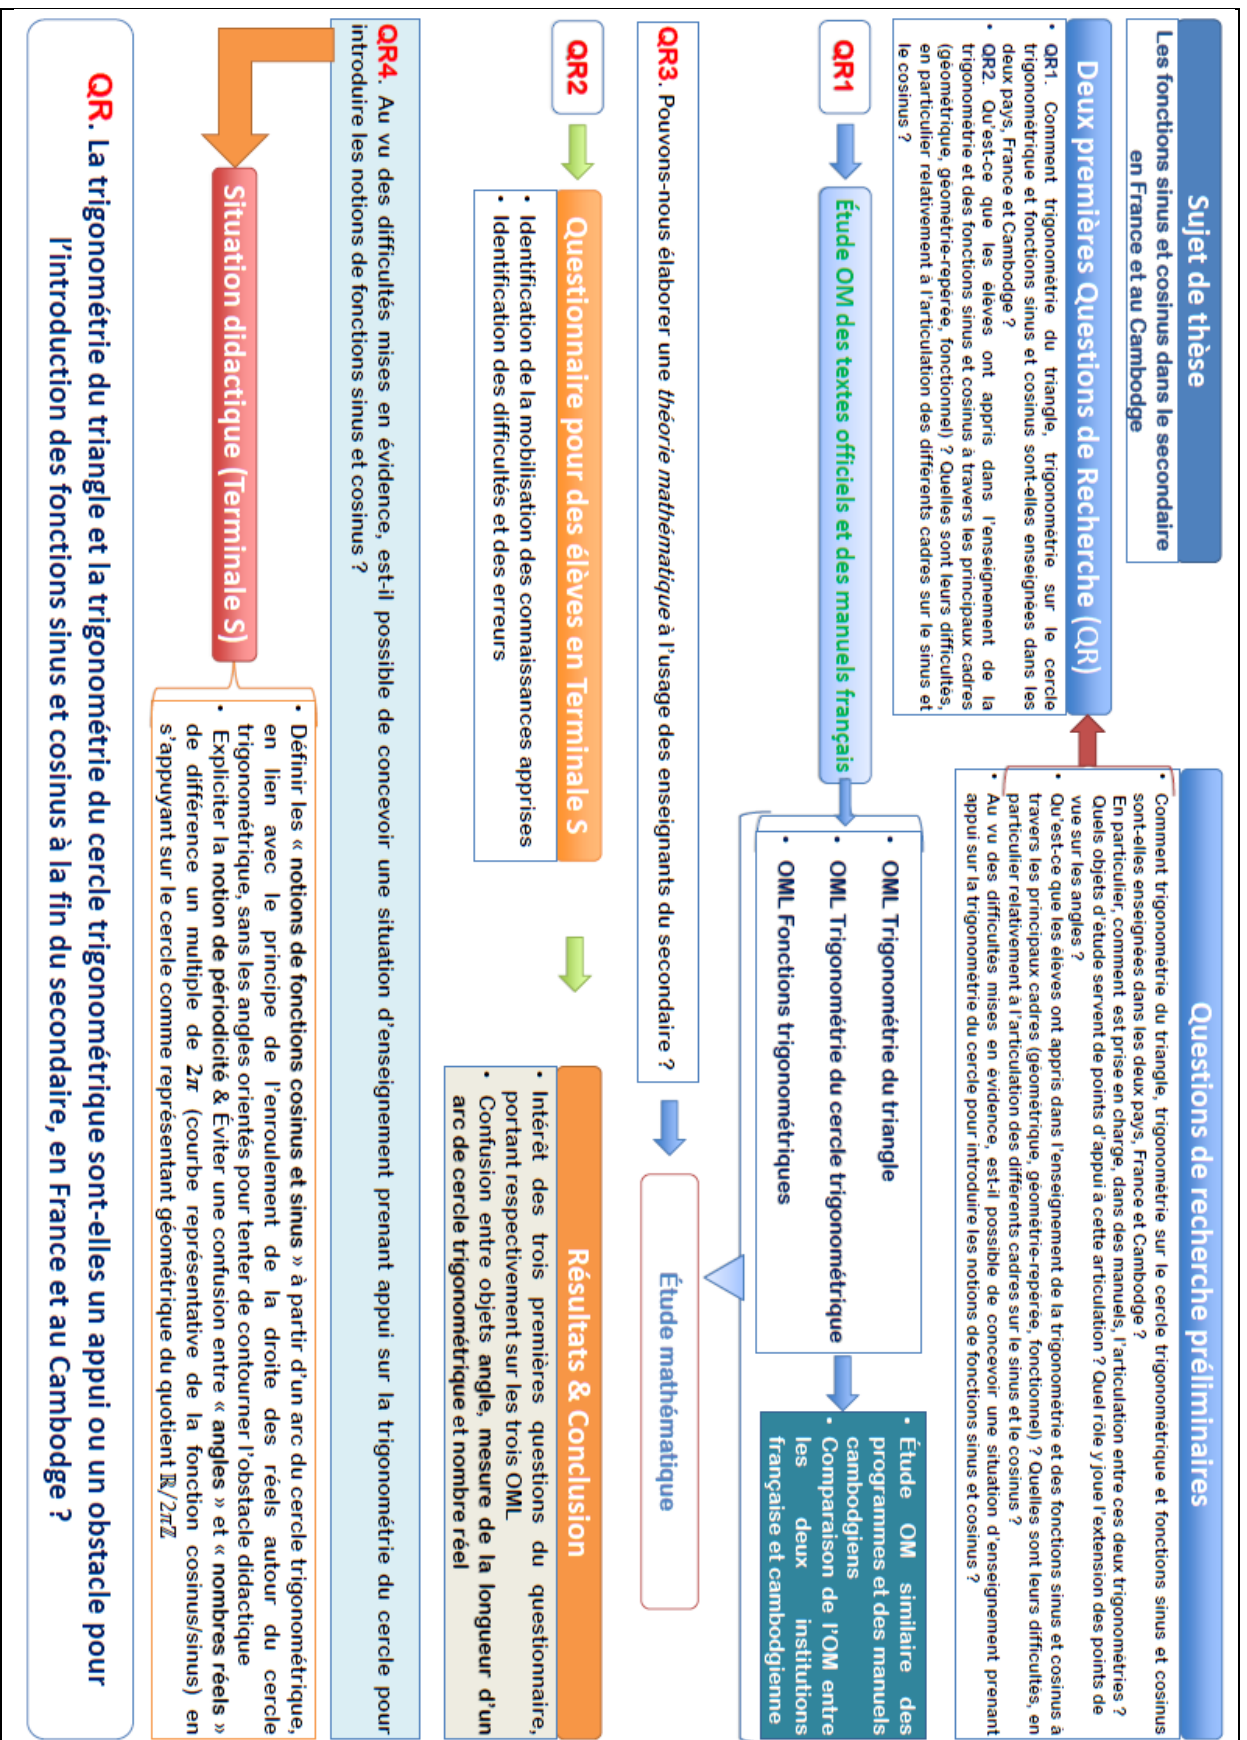 Sujet de thèse
Les fonctions sinus et cosinus dans le secondaire
en France et au Cambodge
Questions de recherche préliminaires
• Comment trigonométrie du triangle, trigonométrie sur le cercle trigonométrique et fonctions sinus et cosinus
sont-elles enseignées dans les deux pays, France et Cambodge ?
En particulier, comment est prise en charge, dans des manuels, l'articulation entre ces deux trigonométries ?
Quels objets d'étude servent de points d'appui à cette articulation ? Quel rôle y joue l'extension des points de
vue sur les angles ?
• Qu'est-ce que les élèves ont appris dans l'enseignement de la trigonométrie et des fonctions sinus et cosinus à
travers les principaux cadres (géométrique, géométrie-repérée, fonctionnel) ? Quelles sont leurs difficultés, en
particulier relativement à l'articulation des différents cadres sur le sinus et le cosinus ?
• Au vu des difficultés mises en évidence, est-il possible de concevoir une situation d'enseignement prenant
appui sur la trigonométrie du cercle pour introduire les notions de fonctions sinus et cosinus ?
Deux premières Questions de Recherche (QR)
• QR1. Comment trigonométrie du triangle, trigonométrie sur le cercle
trigonométrique et fonctions sinus et cosinus sont-elles enseignées dans les
deux pays, France et Cambodge ?
• QR2. Qu'est-ce que les élèves ont appris dans l'enseignement de la
trigonométrie et des fonctions sinus et cosinus à travers les principaux cadres
(géométrique, géométrie-repérée, fonctionnel) ? Quelles sont leurs difficultés,
en particulier relativement à l'articulation des différents cadres sur le sinus et
le cosinus ?
QR1
Étude OM des textes officiels et des manuels français
• OML Trigonométrie du triangle
• OML Trigonométrie du cercle trigonométrique
• OML Fonctions trigonométriques
• Étude OM similaire des
programmes et des manuels
cambodgiens
• Comparaison de l'OM entre
les deux institutions
française et cambodgienne
QR3. Pouvons-nous élaborer une théorie mathématique à l'usage des enseignants du secondaire ?
Étude mathématique
QR2
Questionnaire pour des élèves en Terminale S
• Identification de la mobilisation des connaissances apprises
• Identification des difficultés et des erreurs
Résultats & Conclusion
• Intérêt des trois premières questions du questionnaire,
portant respectivement sur les trois OML
• Confusion entre objets angle, mesure de la longueur d'un
arc de cercle trigonométrique et nombre réel
QR4. Au vu des difficultés mises en évidence, est-il possible de concevoir une situation d'enseignement prenant appui sur la trigonométrie du cercle pour
introduire les notions de fonctions sinus et cosinus ?
Situation didactique (Terminale S)
• Définir les « notions de fonctions cosinus et sinus » à partir d'un arc du cercle trigonométrique,
en lien avec le principe de l'enroulement de la droite des réels autour du cercle
trigonométrique, sans les angles orientés pour tenter de contourner l'obstacle didactique
• Expliciter la notion de périodicité & Éviter une confusion entre « angles » et « nombres réels »
de différence un multiple de 2π (courbe représentative de la fonction cosinus/sinus) en
s'appuyant sur le cercle comme représentant géométrique du quotient ℝ/2πℤ
QR. La trigonométrie du triangle et la trigonométrie du cercle trigonométrique sont-elles un appui ou un obstacle pour
l'introduction des fonctions sinus et cosinus à la fin du secondaire, en France et au Cambodge ?